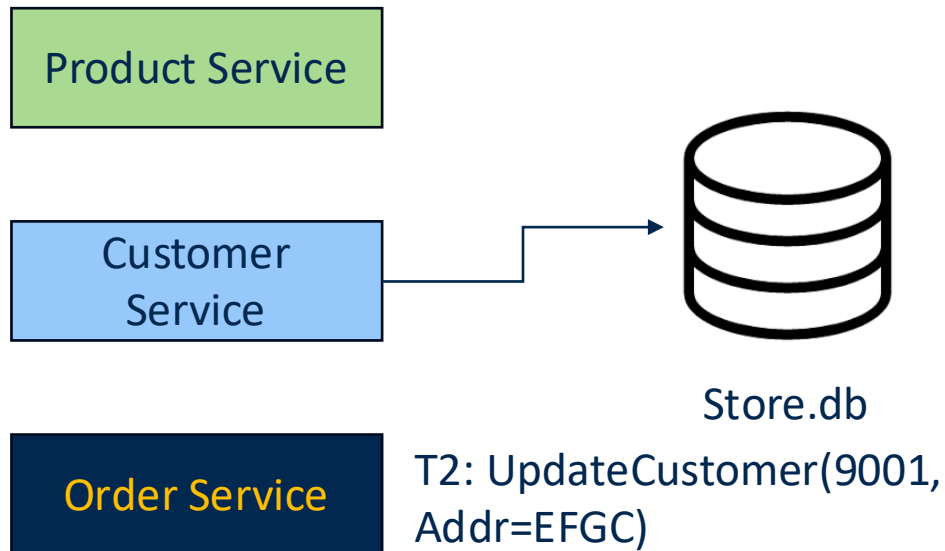 Product Service
Customer
Service
Store.db
Order Service
T2: UpdateCustomer(9001,
Addr=EFGC)